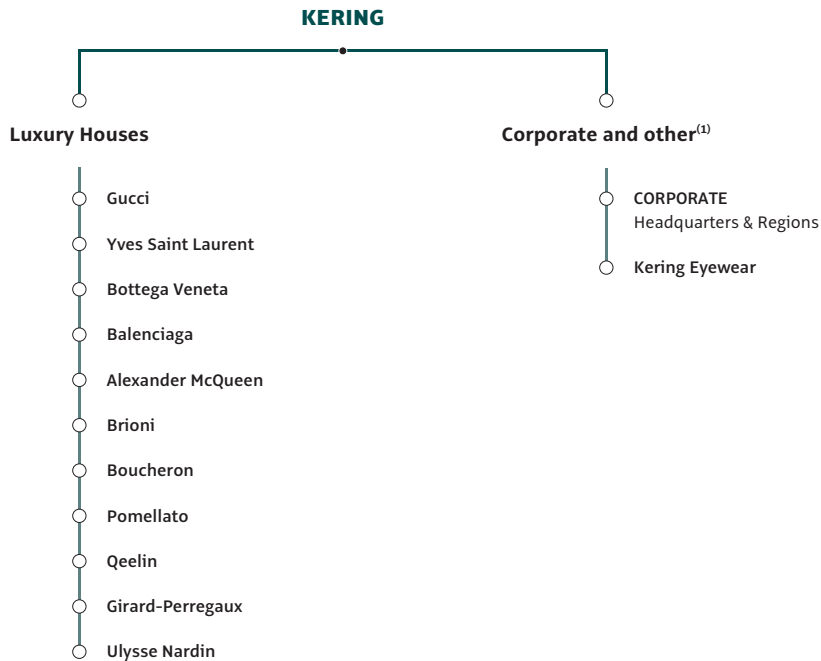 KERING
Luxury Houses
Gucci
Yves Saint Laurent
Bottega Veneta
Balenciaga
Alexander McQueen
Brioni
Boucheron
Pomellato
Qeelin
Girard-Perregaux
Ulysse Nardin
Corporate and other(1)
CORPORATE
Headquarters & Regions
Kering Eyewear